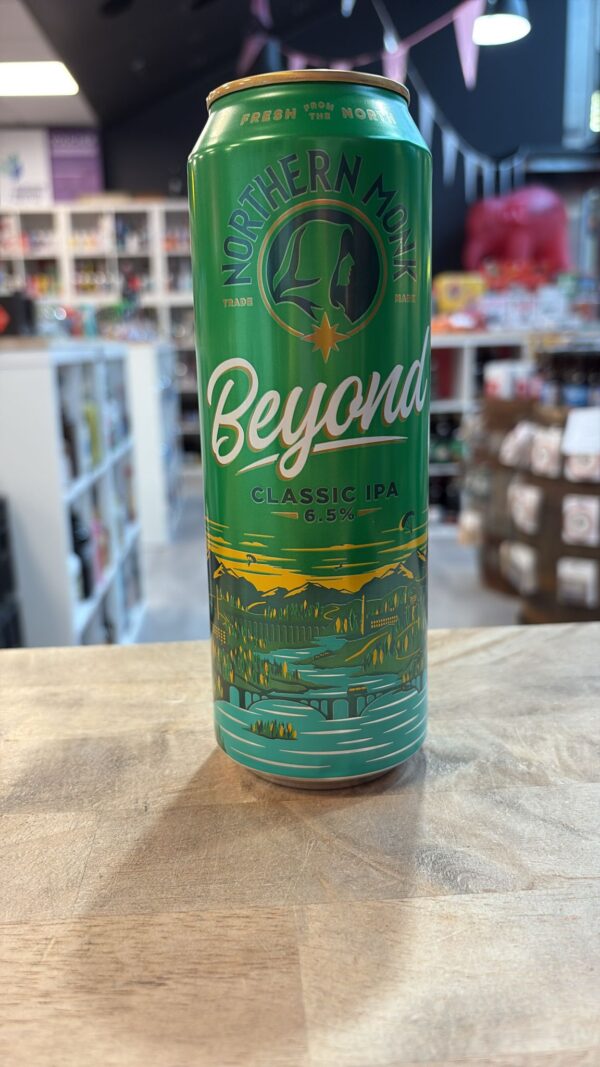 FRESH FROM THE NORTH
NORTHERN MONK
TRADE MARK
Beyond
CLASSIC IPA
6.5%